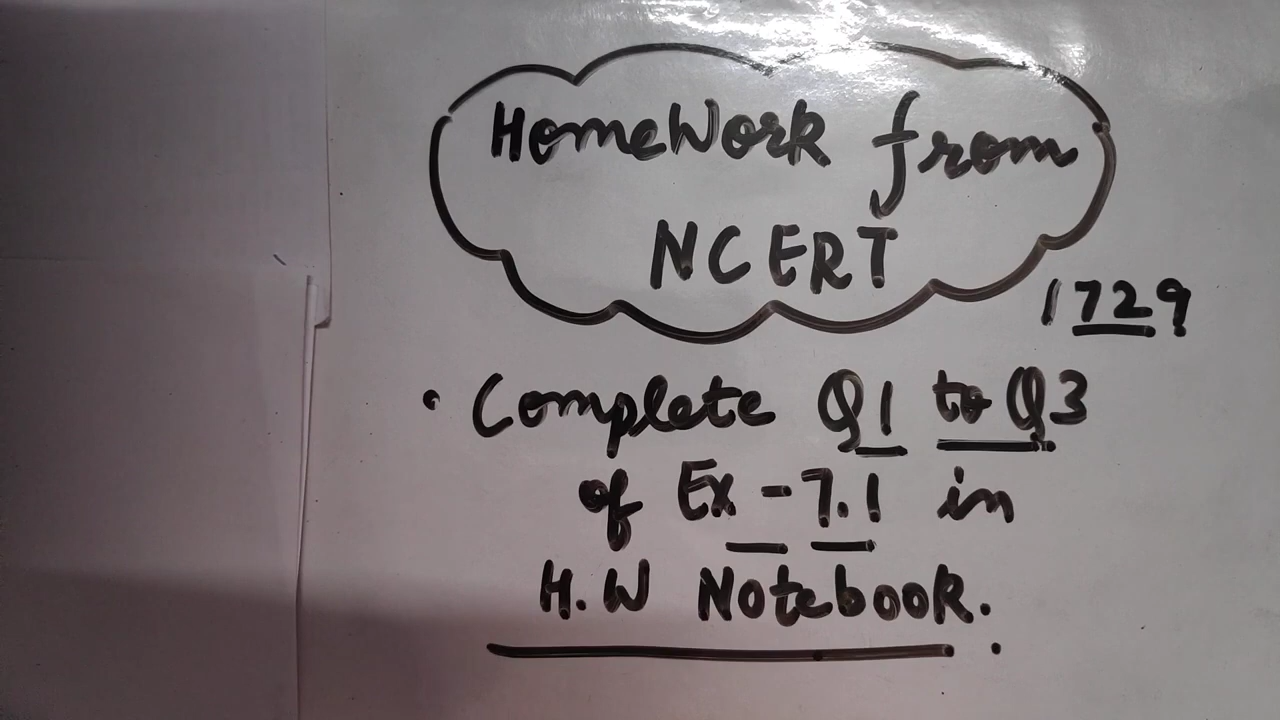 HomeWork from
NCERT
1729
• Complete Q1 to Q3
of Ex - 7.1 in
H.W Notebook.